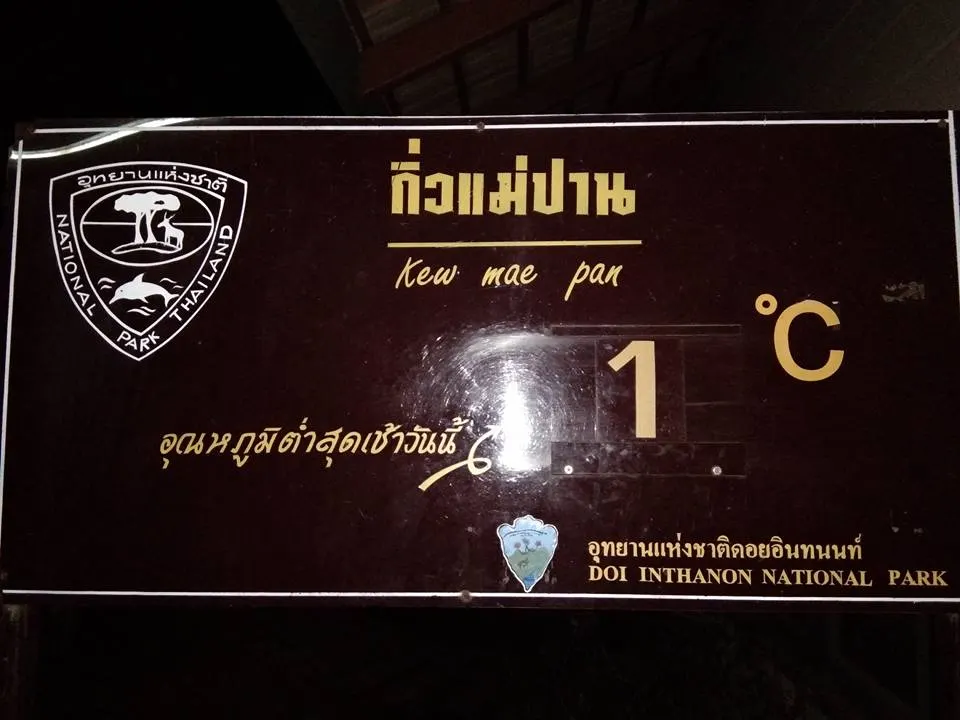 อุทยานแห่งชาติ
NATIONAL PARK THAILAND
กิ่วแม่ปาน
Kew mae pan
1 °C
อุณหภูมิต่ำสุดเช้าวันนี้
อุทยานแห่งชาติดอยอินทนนท์
DOI INTHANON NATIONAL PARK